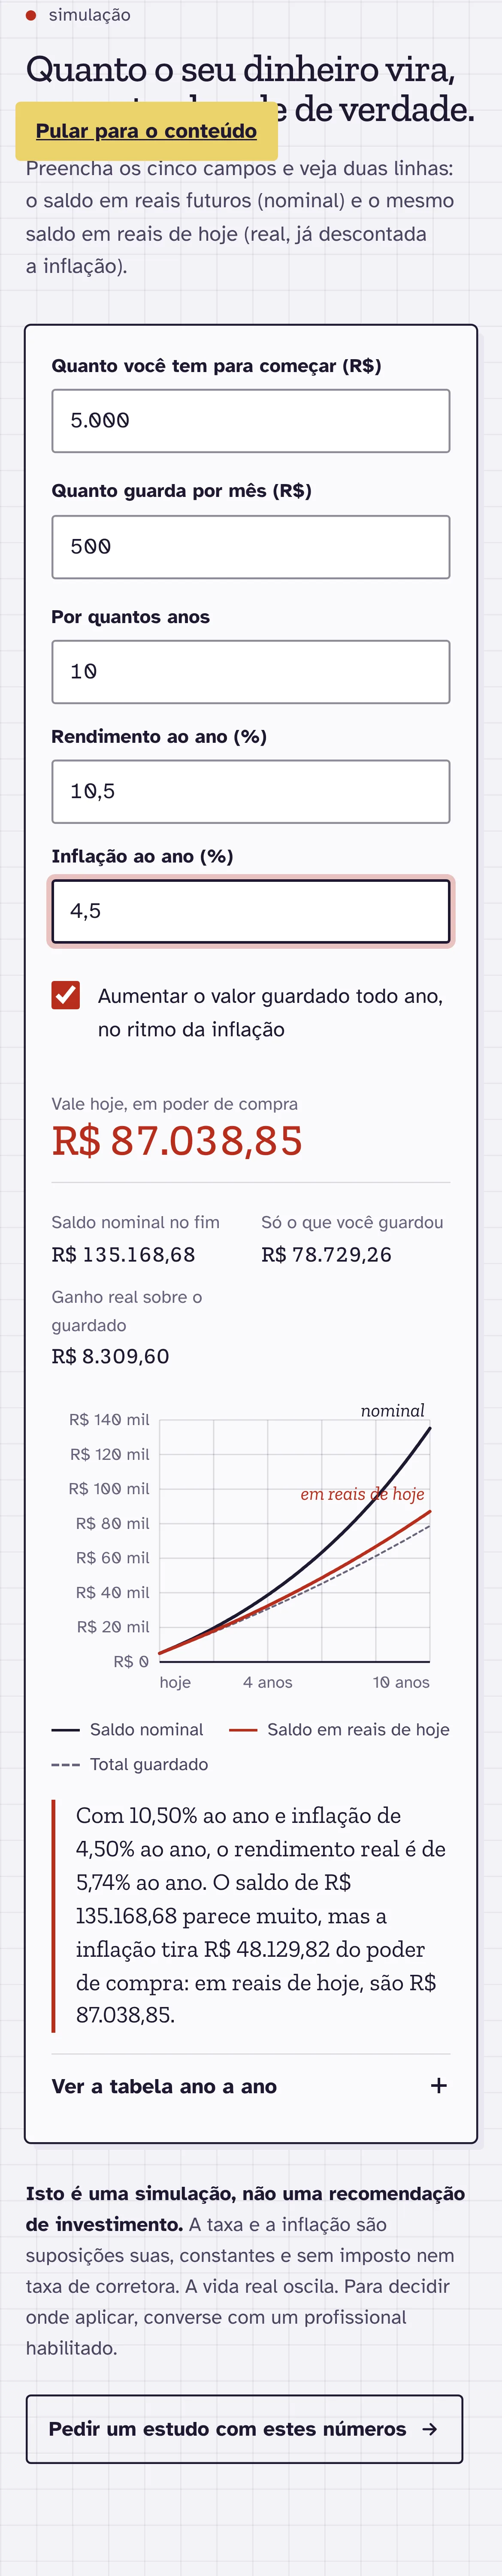 simulação
Quanto o seu dinheiro vira,
de verdade.
Pular para o conteúdo
Preencha os cinco campos e veja duas linhas:
o saldo em reais futuros (nominal) e o mesmo
saldo em reais de hoje (real, já descontada
a inflação).
Quanto você tem para começar (R$)
5.000
Quanto guarda por mês (R$)
500
Por quantos anos
10
Rendimento ao ano (%)
10,5
Inflação ao ano (%)
4,5
Aumentar o valor guardado todo ano,
no ritmo da inflação
Vale hoje, em poder de compra
R$ 87.038,85
Saldo nominal no fim
R$ 135.168,68
Só o que você guardou
R$ 78.729,26
Ganho real sobre o
guardado
R$ 8.309,60
nominal
em reais de hoje
R$ 140 mil
R$ 120 mil
R$ 100 mil
R$ 80 mil
R$ 60 mil
R$ 40 mil
R$ 20 mil
R$ 0
hoje 4 anos 10 anos
Saldo nominal Saldo em reais de hoje
Total guardado
Com 10,50% ao ano e inflação de
4,50% ao ano, o rendimento real é de
5,74% ao ano. O saldo de R$
135.168,68 parece muito, mas a
inflação tira R$ 48.129,82 do poder
de compra: em reais de hoje, são R$
87.038,85.
Ver a tabela ano a ano +
Isto é uma simulação, não uma recomendação
de investimento. A taxa e a inflação são
suposições suas, constantes e sem imposto nem
taxa de corretora. A vida real oscila. Para decidir
onde aplicar, converse com um profissional
habilitado.
Pedir um estudo com estes números →